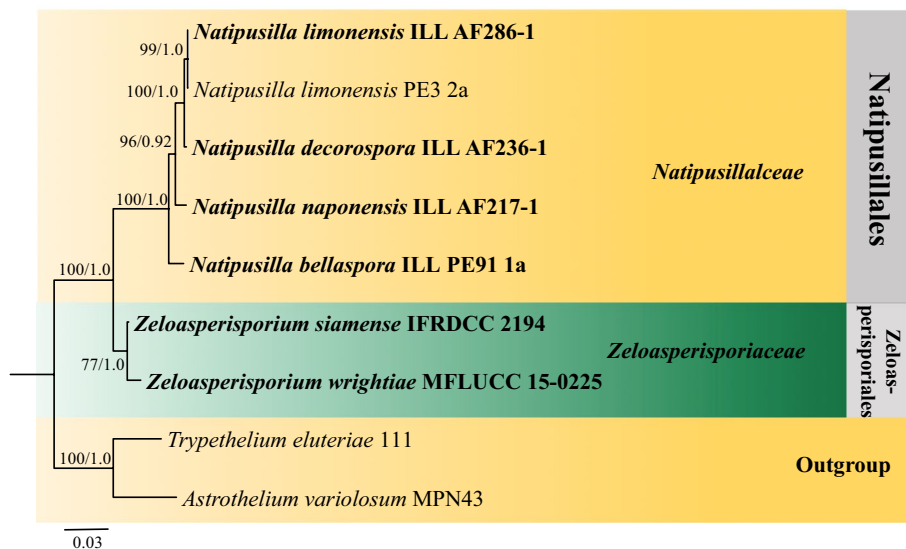 Natipusilla limonensis ILL AF286-1
99/1.0
Natipusilla limonensis PE3 2a
100/1.0
Natipusilla decorospora ILL AF236-1
96/0.92
Natipusillalceae
Natipusillales
Natipusilla naponensis ILL AF217-1
100/1.0
Natipusilla bellaspora ILL PE91 1a
100/1.0
Zeloasperisporium siamense IFRDCC 2194
Zeloasperisporiaceae
Zeloas-
perisporiales
77/1.0
Zeloasperisporium wrightiae MFLUCC 15-0225
Trypethelium eluteriae 111
100/1.0
Outgroup
Astrothelium variolosum MPN43
0.03